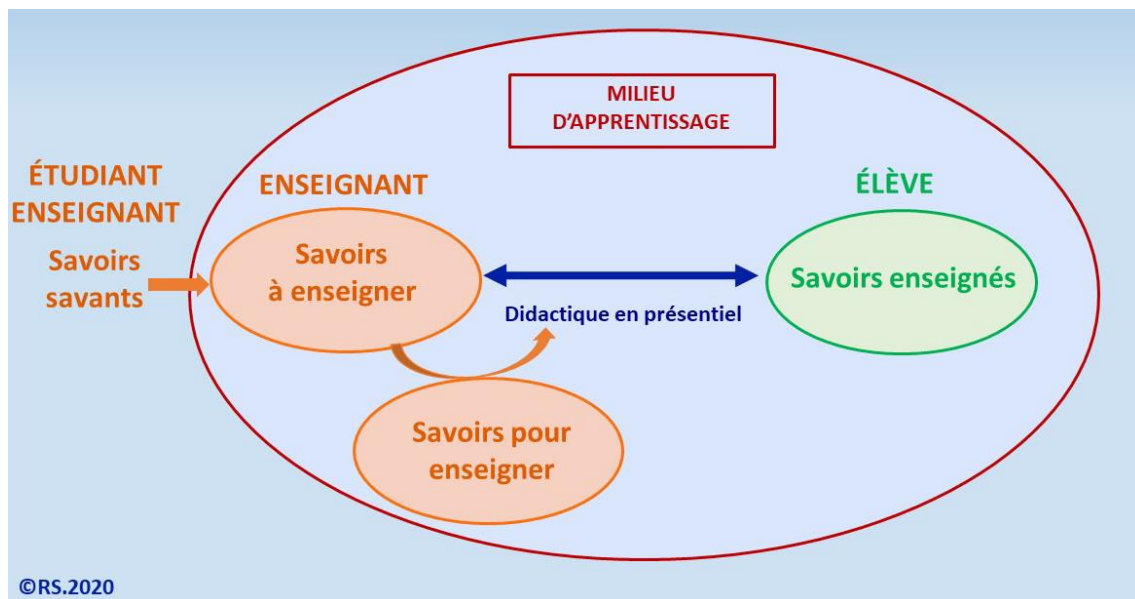 MILIEU
D’APPRENTISSAGE
ÉTUDIANT
ENSEIGNANT
Savoirs
savants
ENSEIGNANT
Savoirs
à enseigner
ÉLÈVE
Savoirs enseignés
Didactique en présentiel
Savoirs pour
enseigner
©RS.2020